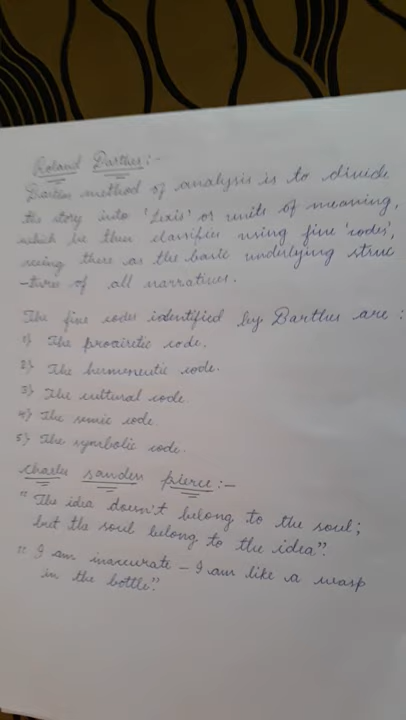 Roland Barthes:-
Barthes method of analysis is to divide
the story into 'Lexis' or units of meaning,
which he then classifies using five 'codes',
seeing these as the basic underlying struc
-tures of all narratives.
The five codes identified by Barthes are :
1) The proairetic code.
2) The hermeneutic code.
3) The cultural code.
4) The semic code.
5) The symbolic code.
Charles sanders pierce :-
"The idea doesn't belong to the soul;
but the soul belong to the idea".
"I am inaccurate - I am like a wasp
in the bottle".